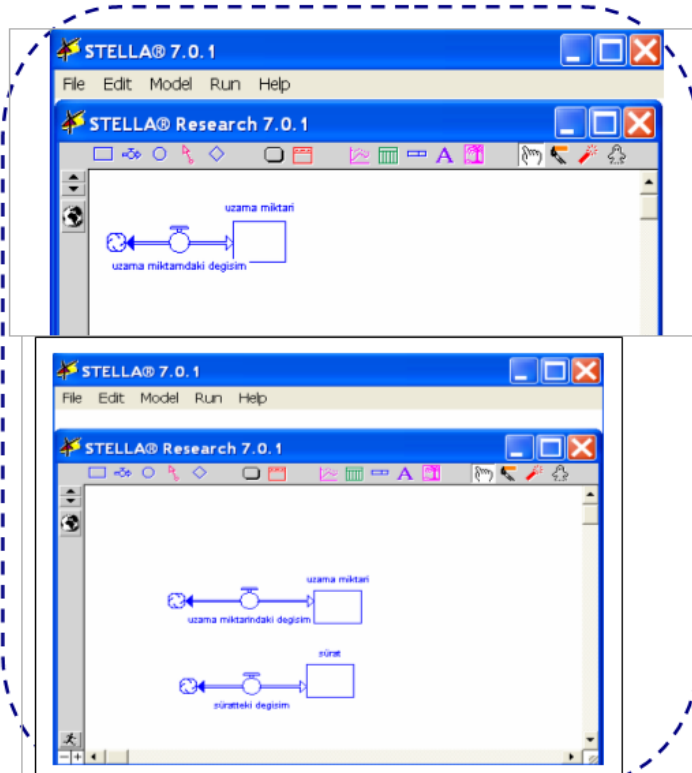 STELLA® 7.0.1
File Edit Model Run Help
STELLA® Research 7.0.1
A
uzama miktari
uzama miktarndaki degisim
STELLA® 7.0.1
File Edit Model Run Help
STELLA® Research 7.0.1
A
uzama miktari
uzama miktarindaki degisim
sürat
süratteki degisim